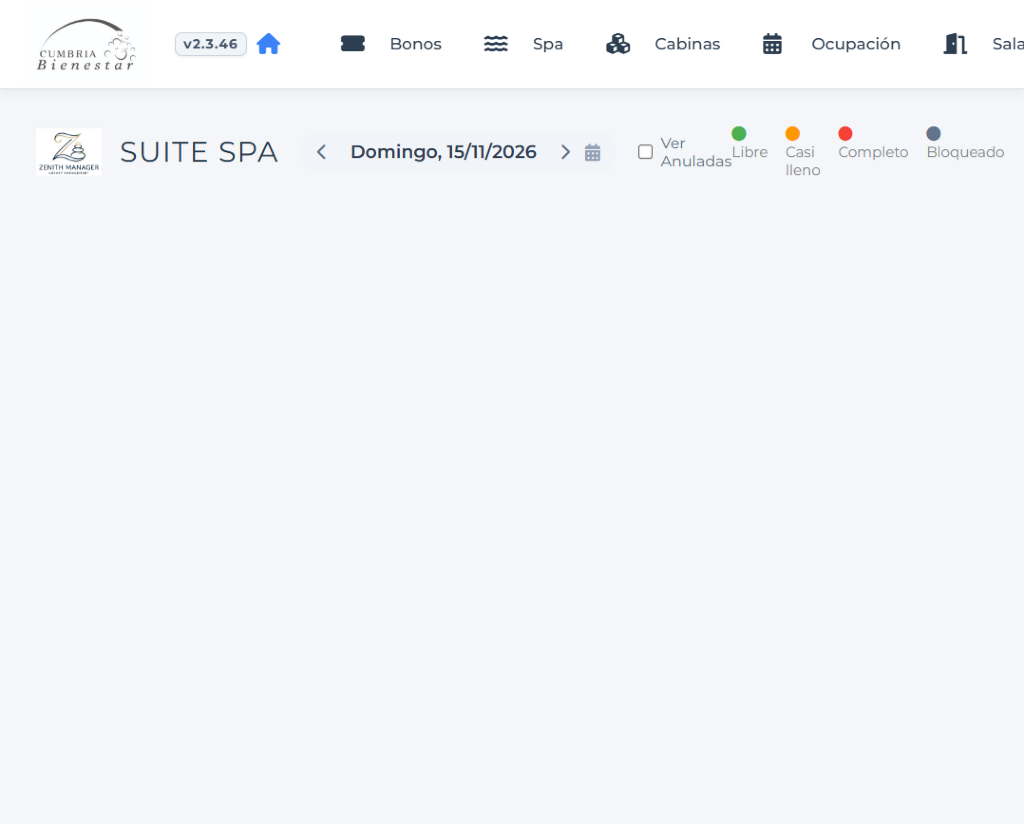 CUMBRIA
Bienestar
v2.3.46
Bonos
Spa
Cabinas
Ocupación
Sala
ZENITH MANAGER
SUITE SPA
Domingo, 15/11/2026
Ver
Anuladas
Libre
Casi
lleno
Completo
Bloqueado